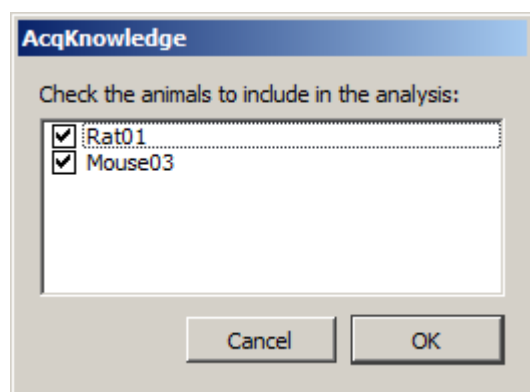 AcqKnowledge
Check the animals to include in the analysis:
Rat01
Mouse03
Cancel OK